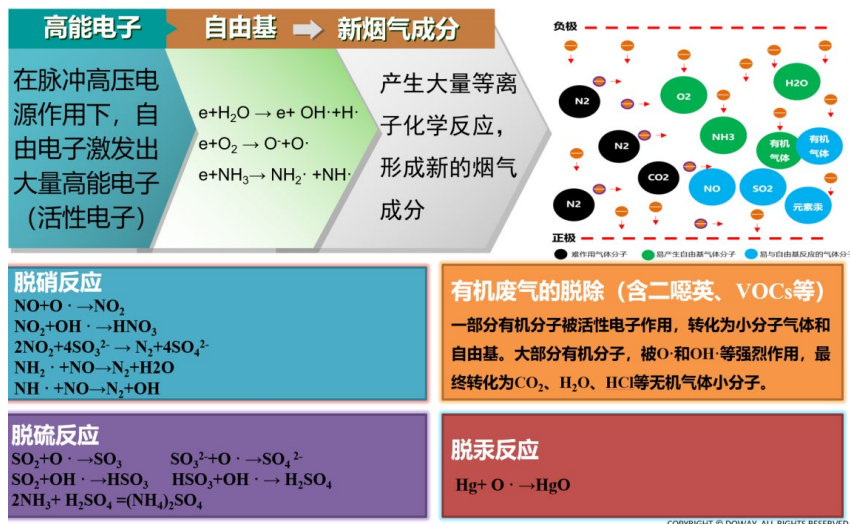 高能电子
自由基
新烟气成分
在脉冲高压电
源作用下，自
由电子激发出
大量高能电子
（活性电子）
e+H₂O → e+ OH·+H·
e+O₂ → O⁻+O·
e+NH₃→ NH₂· +NH·
产生大量等离
子化学反应，
形成新的烟气
成分
负极
N2
O2
H2O
N2
NH3
有机
气体
有机
气体
CO2
NO
SO2
N2
元素汞
正极
难作用气体分子
易产生自由基气体分子
易与自由基反应的气体分子
脱硝反应
NO+O · →NO₂
NO₂+OH · →HNO₃
2NO₂+4SO₃²⁻ → N₂+4SO₄²⁻
NH₂ · +NO→N₂+H2O
NH · +NO→N₂+OH
有机废气的脱除（含二噁英、VOCs等）
一部分有机分子被活性电子作用，转化为小分子气体和
自由基。大部分有机分子，被O·和OH·等强烈作用，最
终转化为CO₂、H₂O、HCl等无机气体小分子。
脱硫反应
SO₂+O · →SO₃ SO₃²⁻+O · →SO₄²⁻
SO₂+OH · →HSO₃ HSO₃+OH · → H₂SO₄
2NH₃+ H₂SO₄ =(NH₄)₂SO₄
脱汞反应
Hg+ O · →HgO
COPYRIGHT © DOWAY. ALL RIGHTS RESERVED